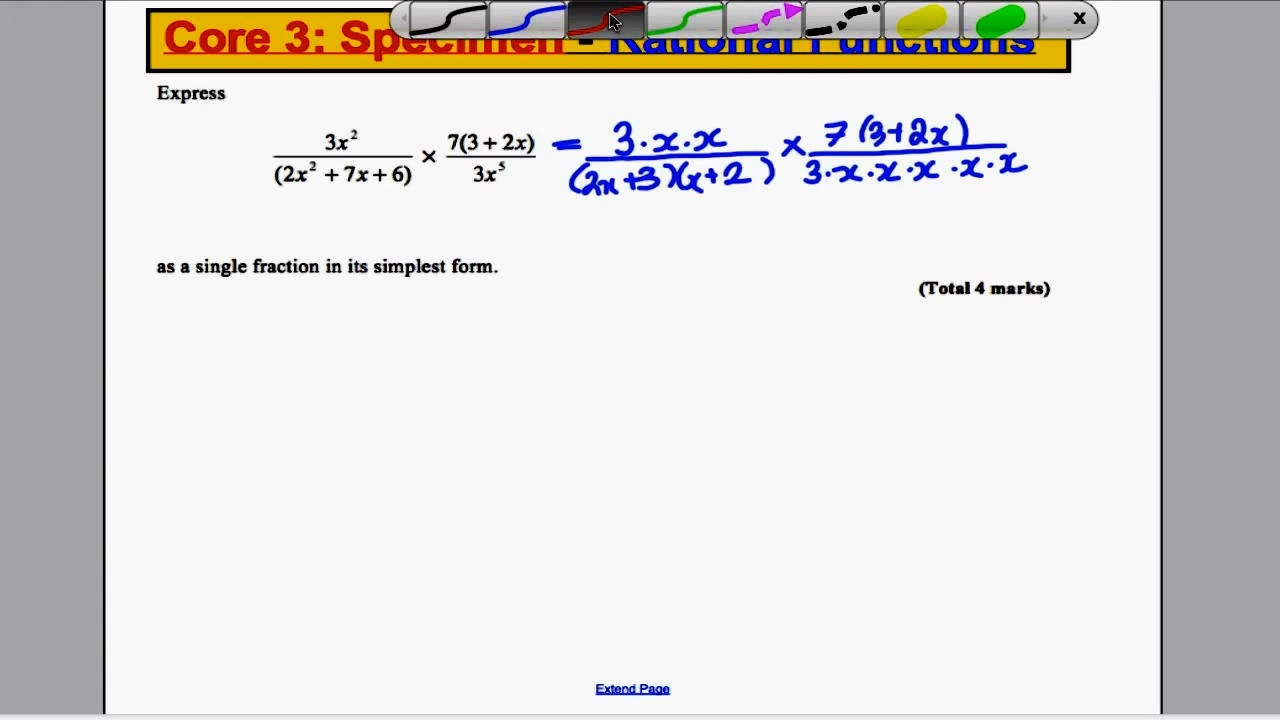 Core 3: Specimen - Rational Functions
x
Express
3x² / (2x² + 7x + 6) × 7(3 + 2x) / 3x⁵ = 3·x·x / (2x+3)(x+2) × 7(3+2x) / 3·x·x·x·x·x
as a single fraction in its simplest form.
(Total 4 marks)
Extend Page